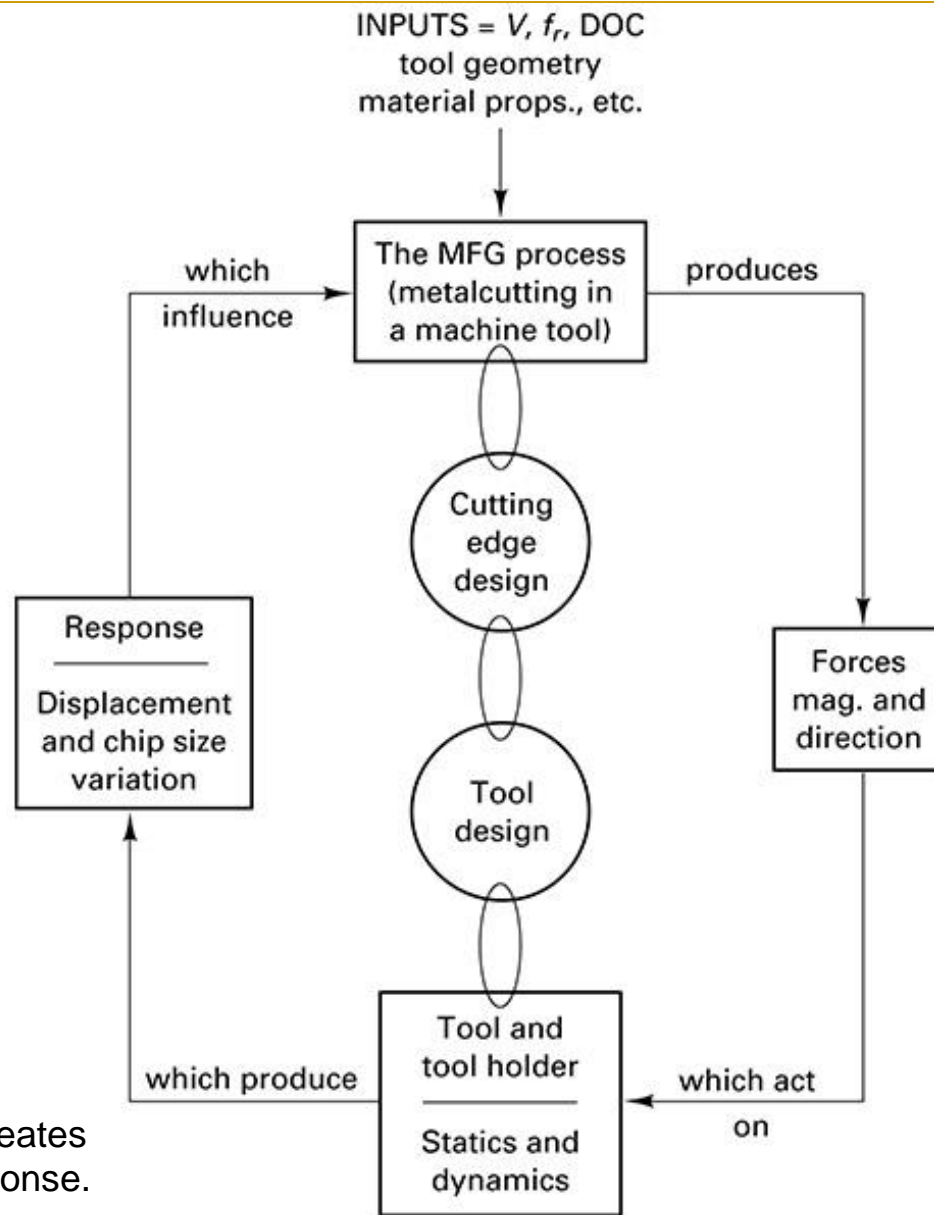 INPUTS = V, fr, DOC
tool geometry
material props., etc.
The MFG process
(metalcutting in
a machine tool)
which
influence
produces
Cutting
edge
design
Response
Displacement
and chip size
variation
Forces
mag. and
direction
Tool
design
Tool and
tool holder
Statics and
dynamics
which produce
which act
on
eates
onse.